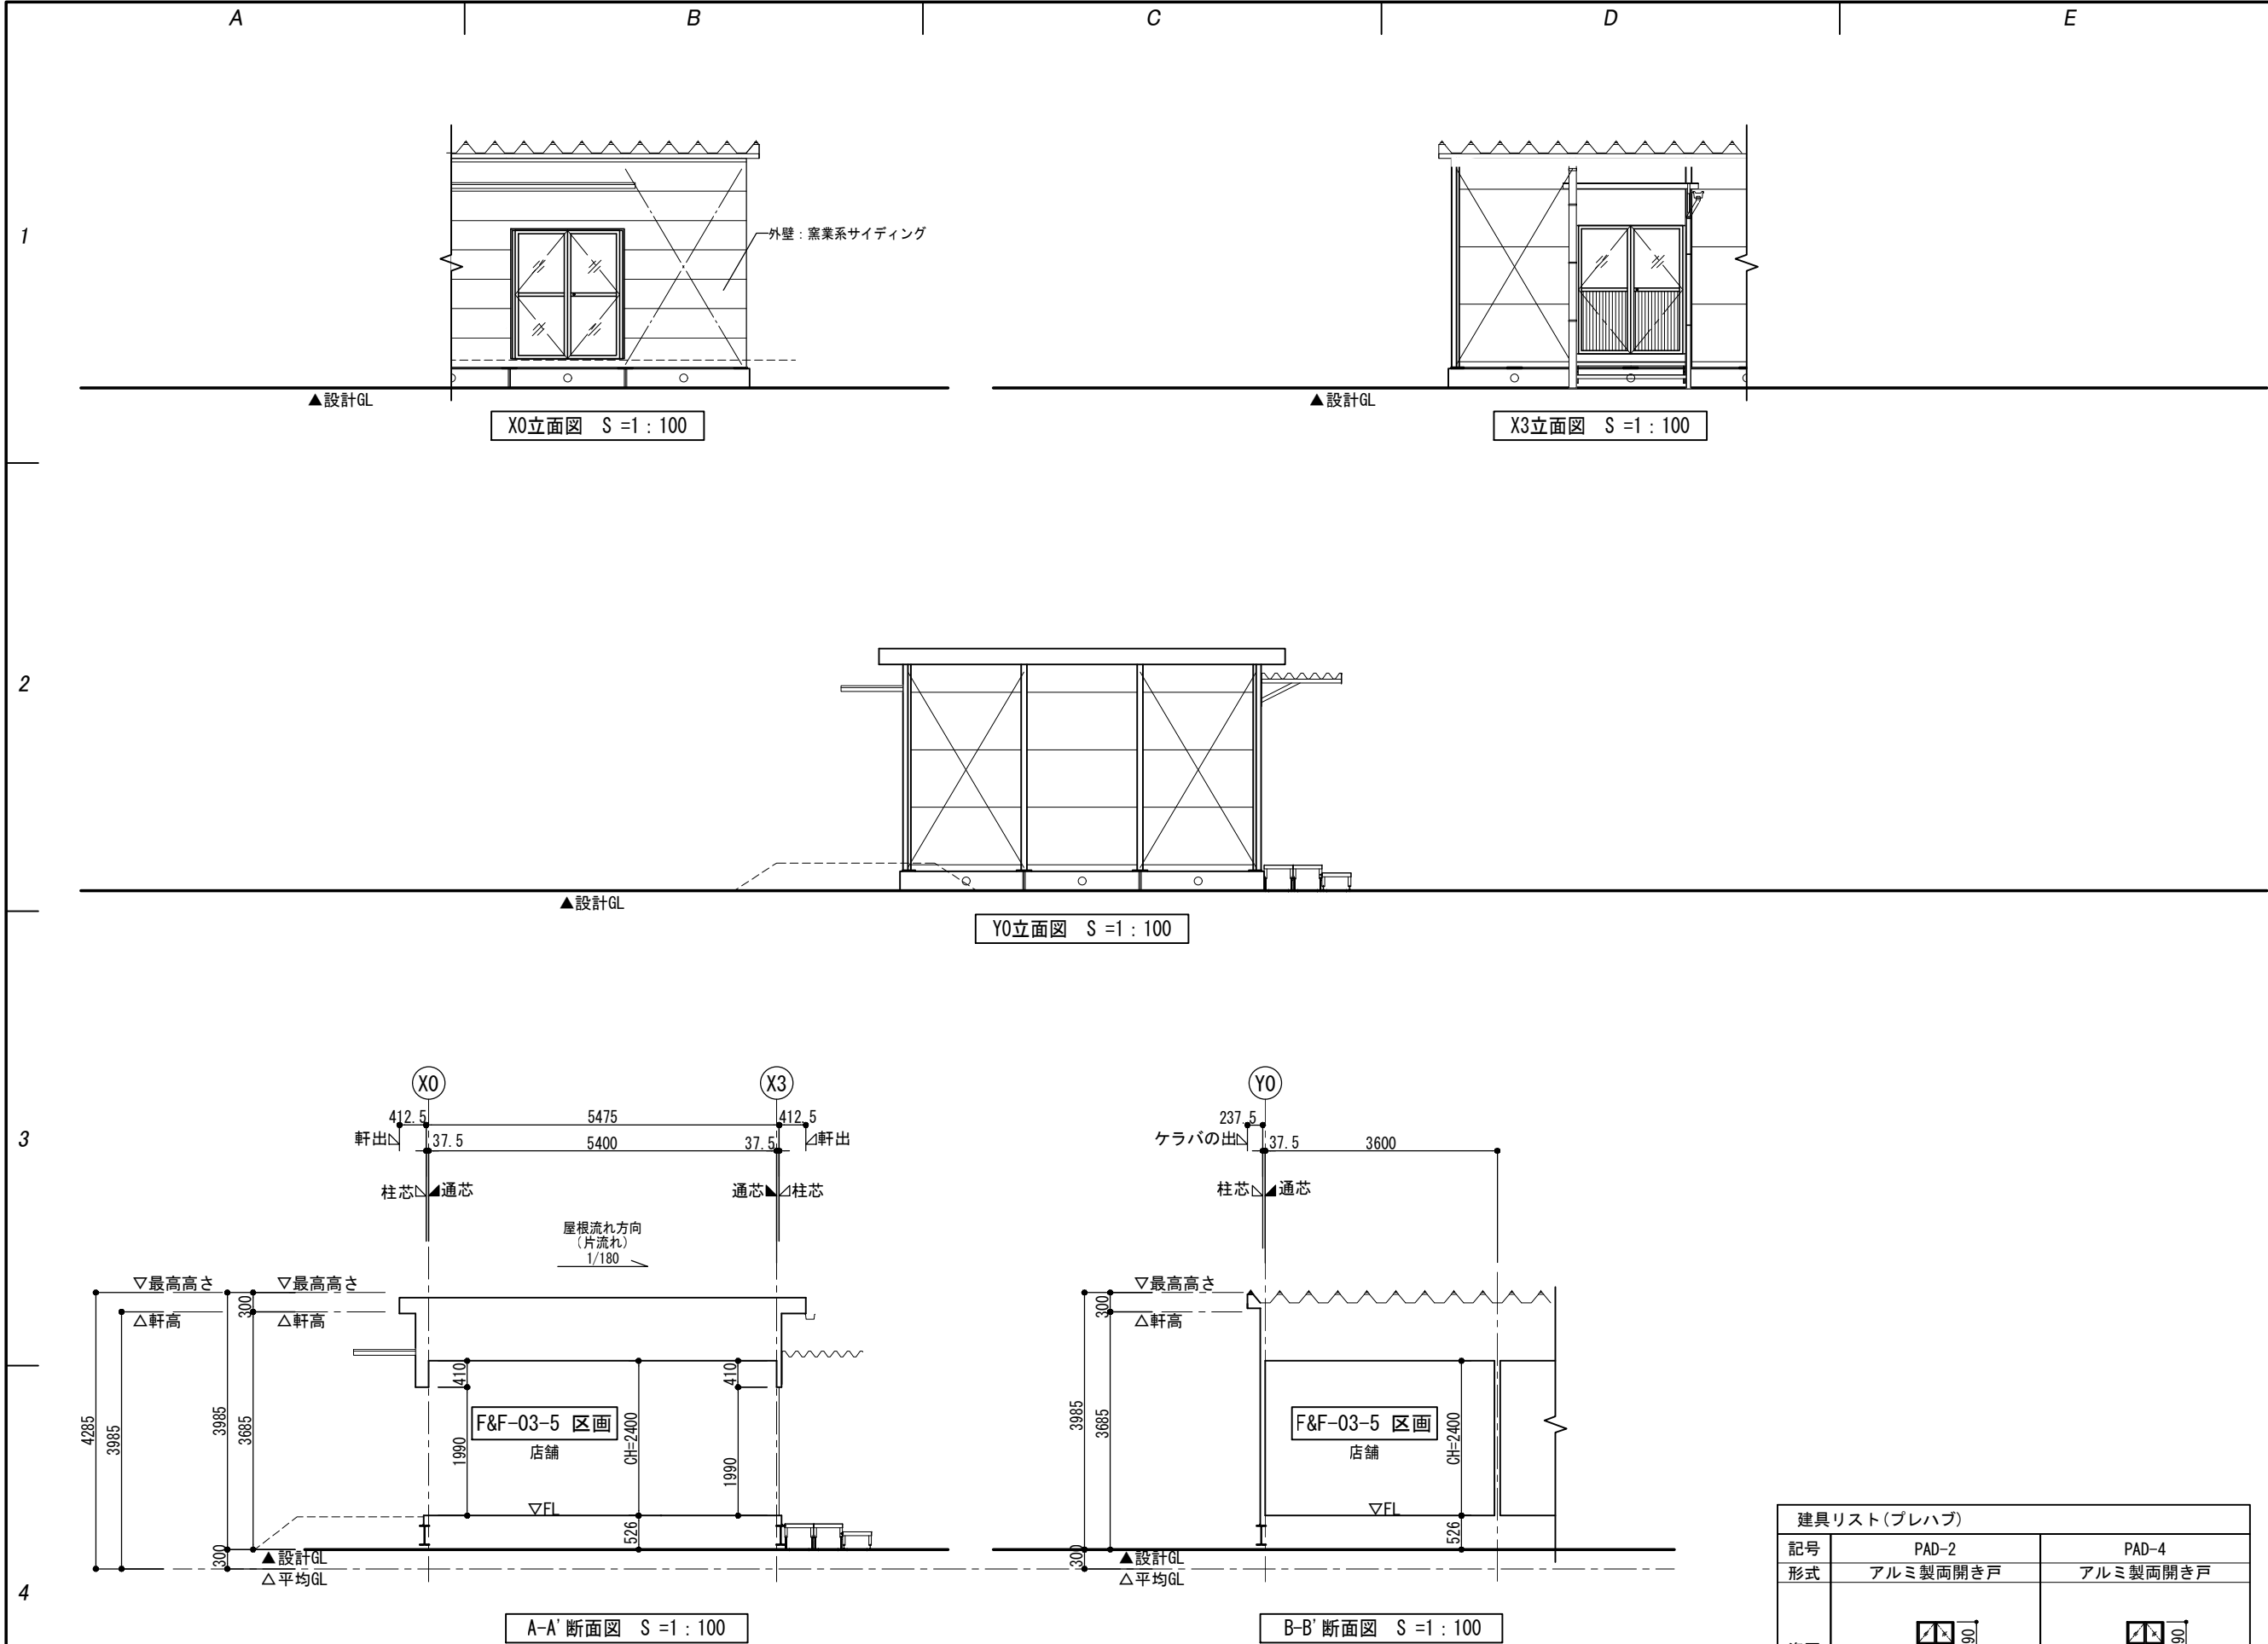 A
B
C
D
E
1
外壁：窯業系サイディング
▲設計GL
▲設計GL
X0立面図 S =1 : 100
X3立面図 S =1 : 100
2
▲設計GL
Y0立面図 S =1 : 100
3
X0
X3
Y0
412.5
5475
412.5
237.5
軒出
37.5
5400
37.5
軒出
ケラバの出
37.5
3600
柱芯
通芯
通芯
柱芯
柱芯
通芯
屋根流れ方向
(片流れ)
1/180
▽最高高さ
▽最高高さ
▽最高高さ
300
300
△軒高
△軒高
△軒高
410
410
4285
3985
3985
3685
3985
3685
F&F-03-5 区画
店舗
1990
CH=2400
1990
F&F-03-5 区画
店舗
CH=2400
▽FL
▽FL
526
526
300
▲設計GL
△平均GL
300
▲設計GL
△平均GL
4
A-A' 断面図 S =1 : 100
B-B' 断面図 S =1 : 100
建具リスト(プレハブ)
記号 PAD-2 PAD-4
形式 アルミ製両開き戸 アルミ製両開き戸